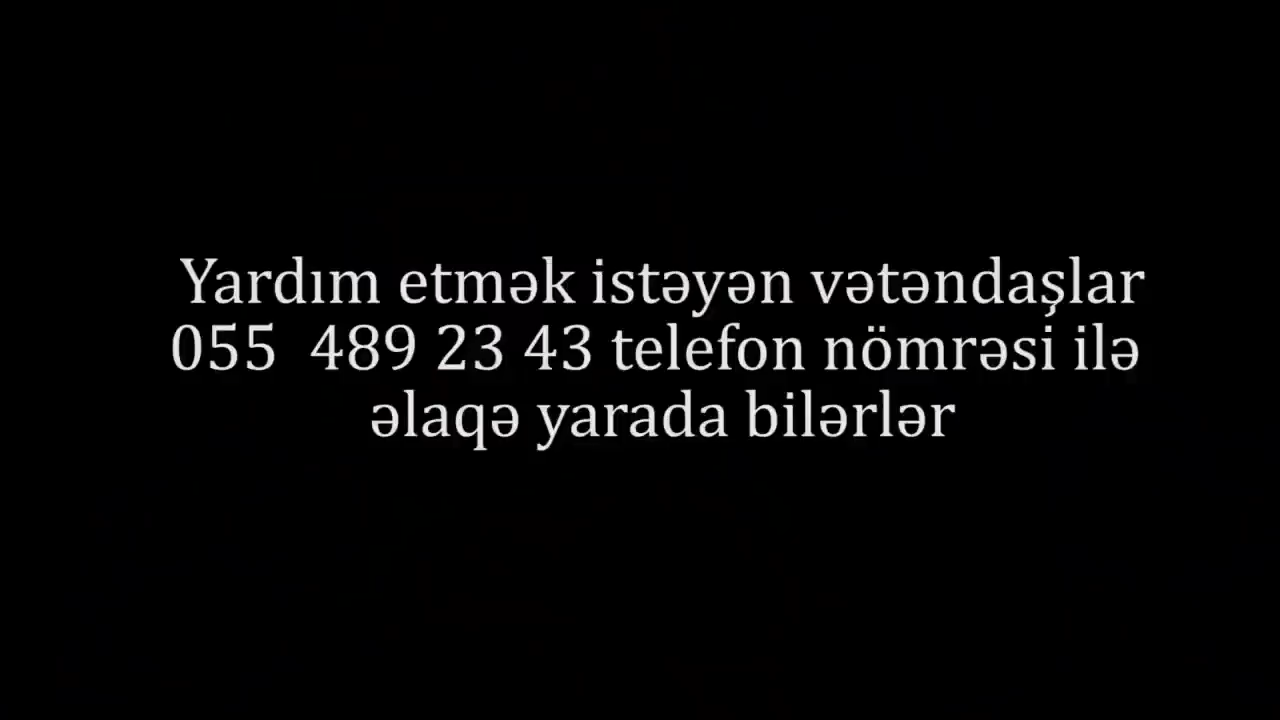 Yardım etmək istəyən vətəndaşlar
055  489 23 43 telefon nömrəsi ilə
əlaqə yarada bilərlər